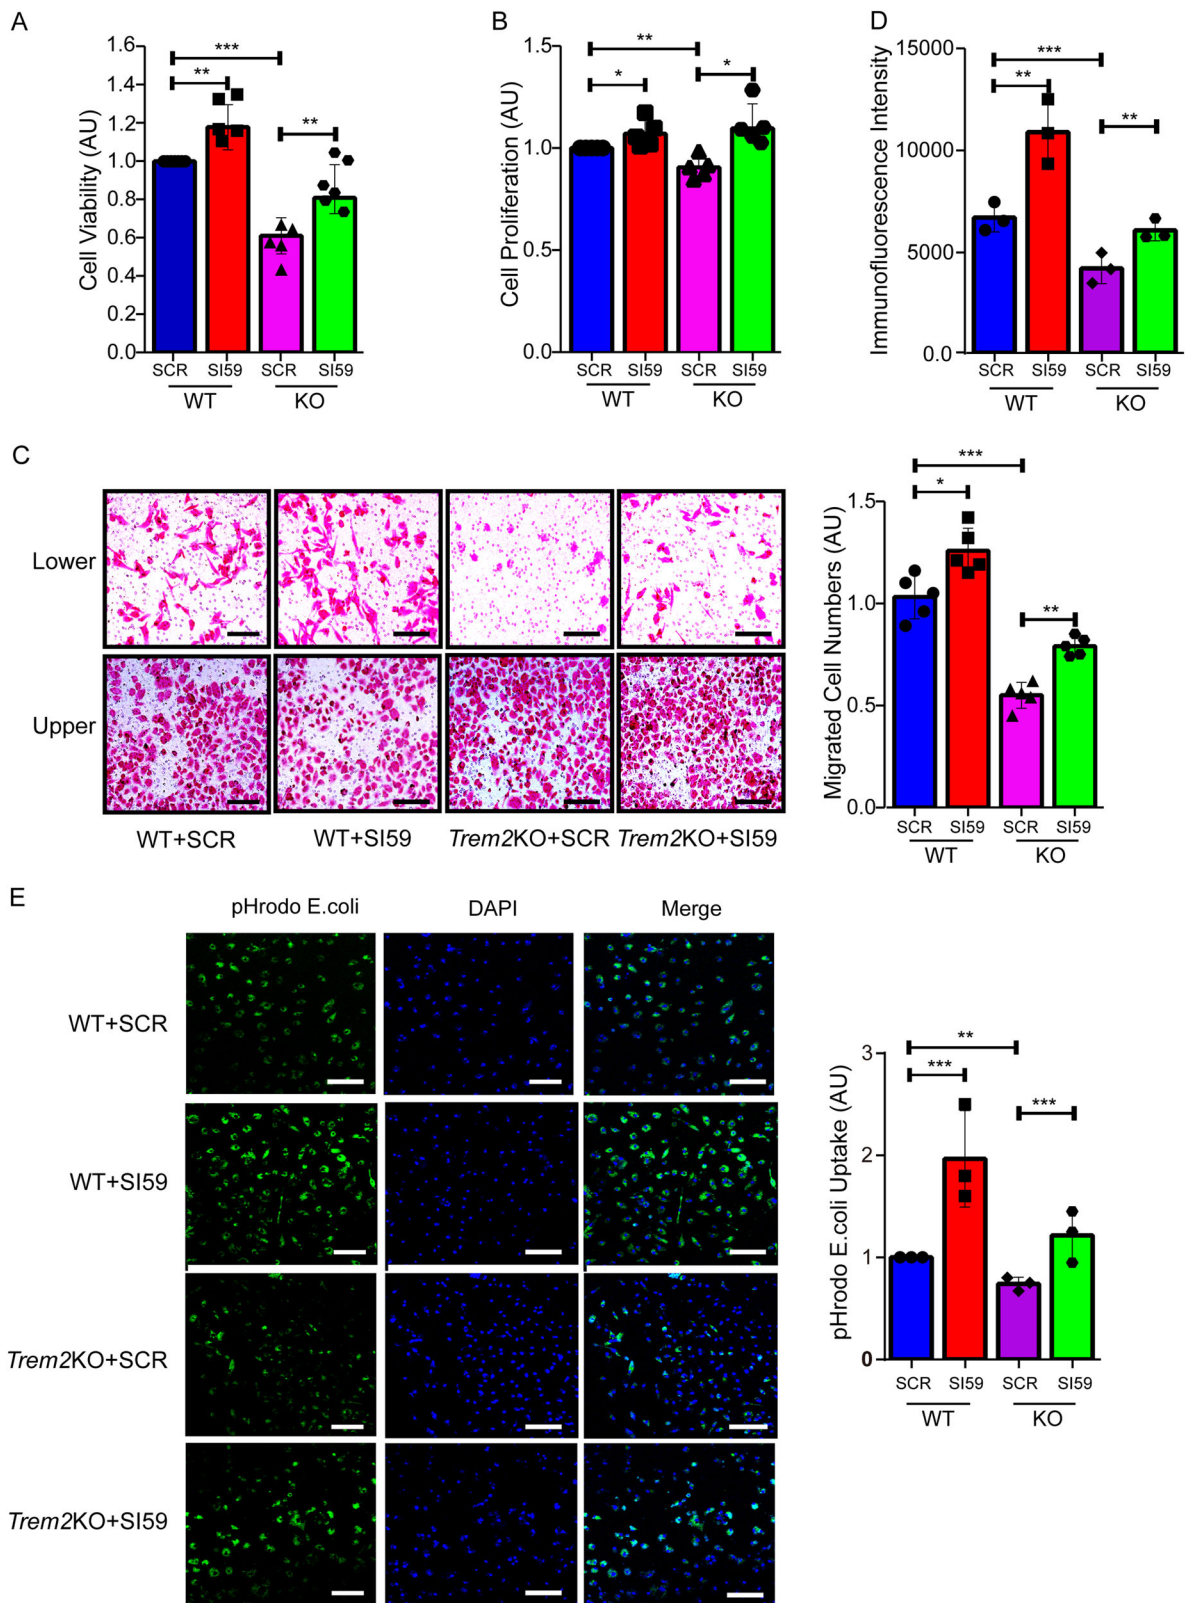 A
Cell Viability (AU)
1.6
1.4
1.2
1.0
0.8
0.6
0.4
0.2
0.0
***
**
**
SCR SI59 SCR SI59
WT KO
B
Cell Proliferation (AU)
1.5
1.0
0.5
0.0
**
*
*
SCR SI59 SCR SI59
WT KO
D
Immunofluorescence Intensity
15000
10000
5000
0.0
***
**
**
SCR SI59 SCR SI59
WT KO
C
Lower
Upper
WT+SCR WT+SI59 Trem2KO+SCR Trem2KO+SI59
Migrated Cell Numbers (AU)
1.5
1.0
0.5
0.0
***
*
**
SCR SI59 SCR SI59
WT KO
E
pHrodo E.coli DAPI Merge
WT+SCR
WT+SI59
Trem2KO+SCR
Trem2KO+SI59
pHrodo E.coli Uptake (AU)
3
2
1
0
**
***
***
SCR SI59 SCR SI59
WT KO